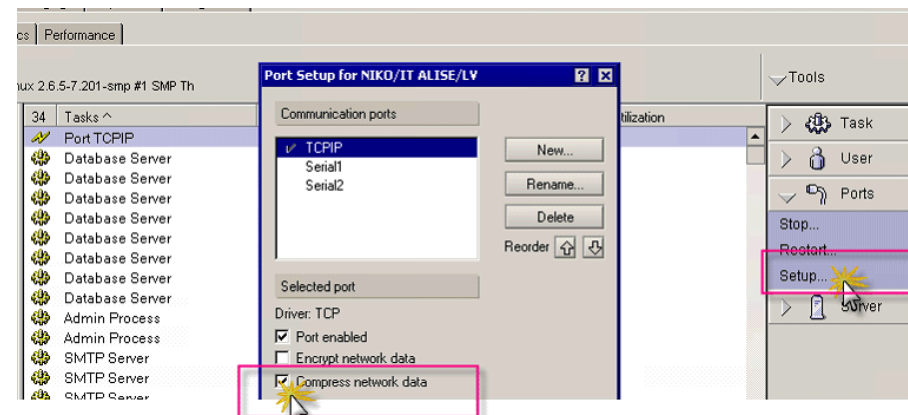 cs Performance
ux 2.6.5-7.201-smp #1 SMP Th
34 Tasks ^
Port TCPIP
Database Server
Database Server
Database Server
Database Server
Database Server
Database Server
Database Server
Database Server
Admin Process
Admin Process
SMTP Server
SMTP Server
SMTP Server
Port Setup for NIKO/IT ALISE/LV
Communication ports
TCPIP
Serial1
Serial2
New...
Rename...
Delete
Reorder
Selected port
Driver: TCP
Port enabled
Encrypt network data
Compress network data
tilization
Tools
Task
User
Ports
Stop...
Restart...
Setup...
Server